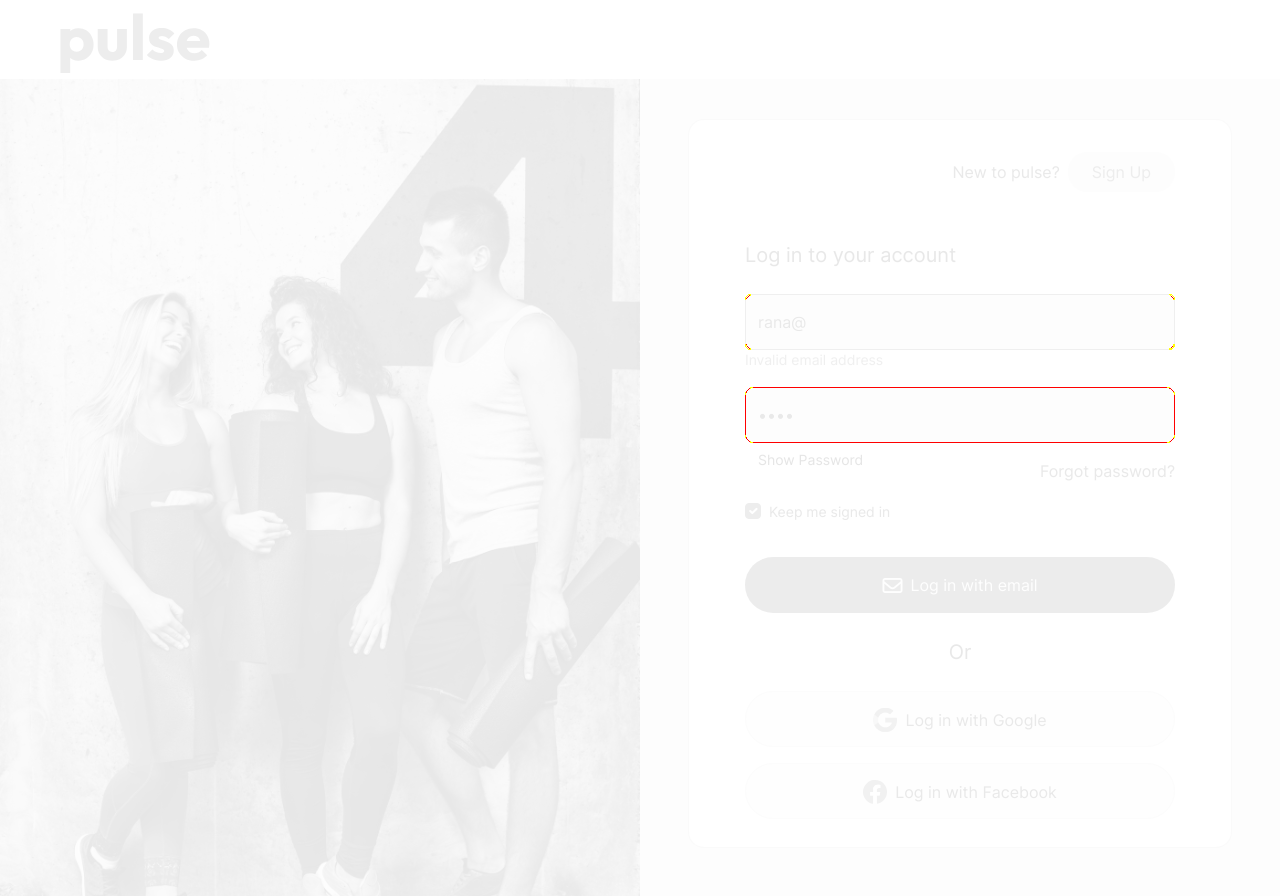 pulse
New to pulse? Sign Up
Log in to your account
rana@
Invalid email address
Show Password
Forgot password?
Keep me signed in
Log in with email
Or
Log in with Google
Log in with Facebook